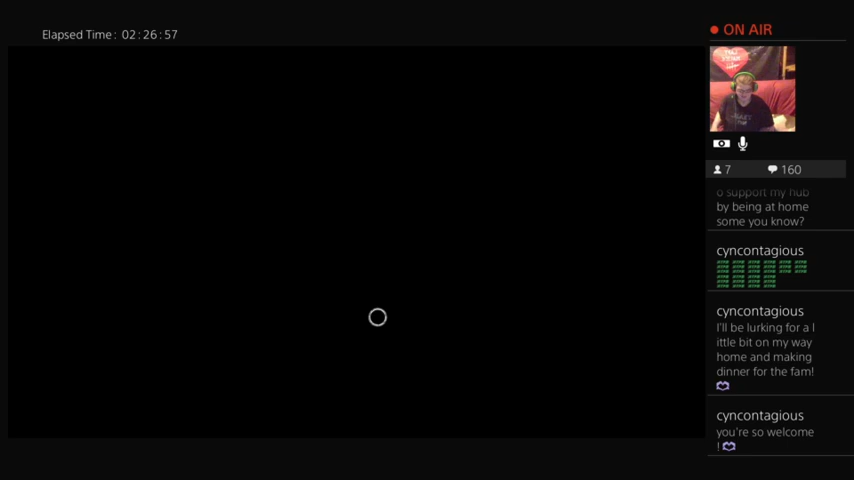 Elapsed Time: 02:26:57
ON AIR
7
160
o support my hub
by being at home
some you know?
cyncontagious
cyncontagious
I'll be lurking for a l
ittle bit on my way
home and making
dinner for the fam!
cyncontagious
you're so welcome
!